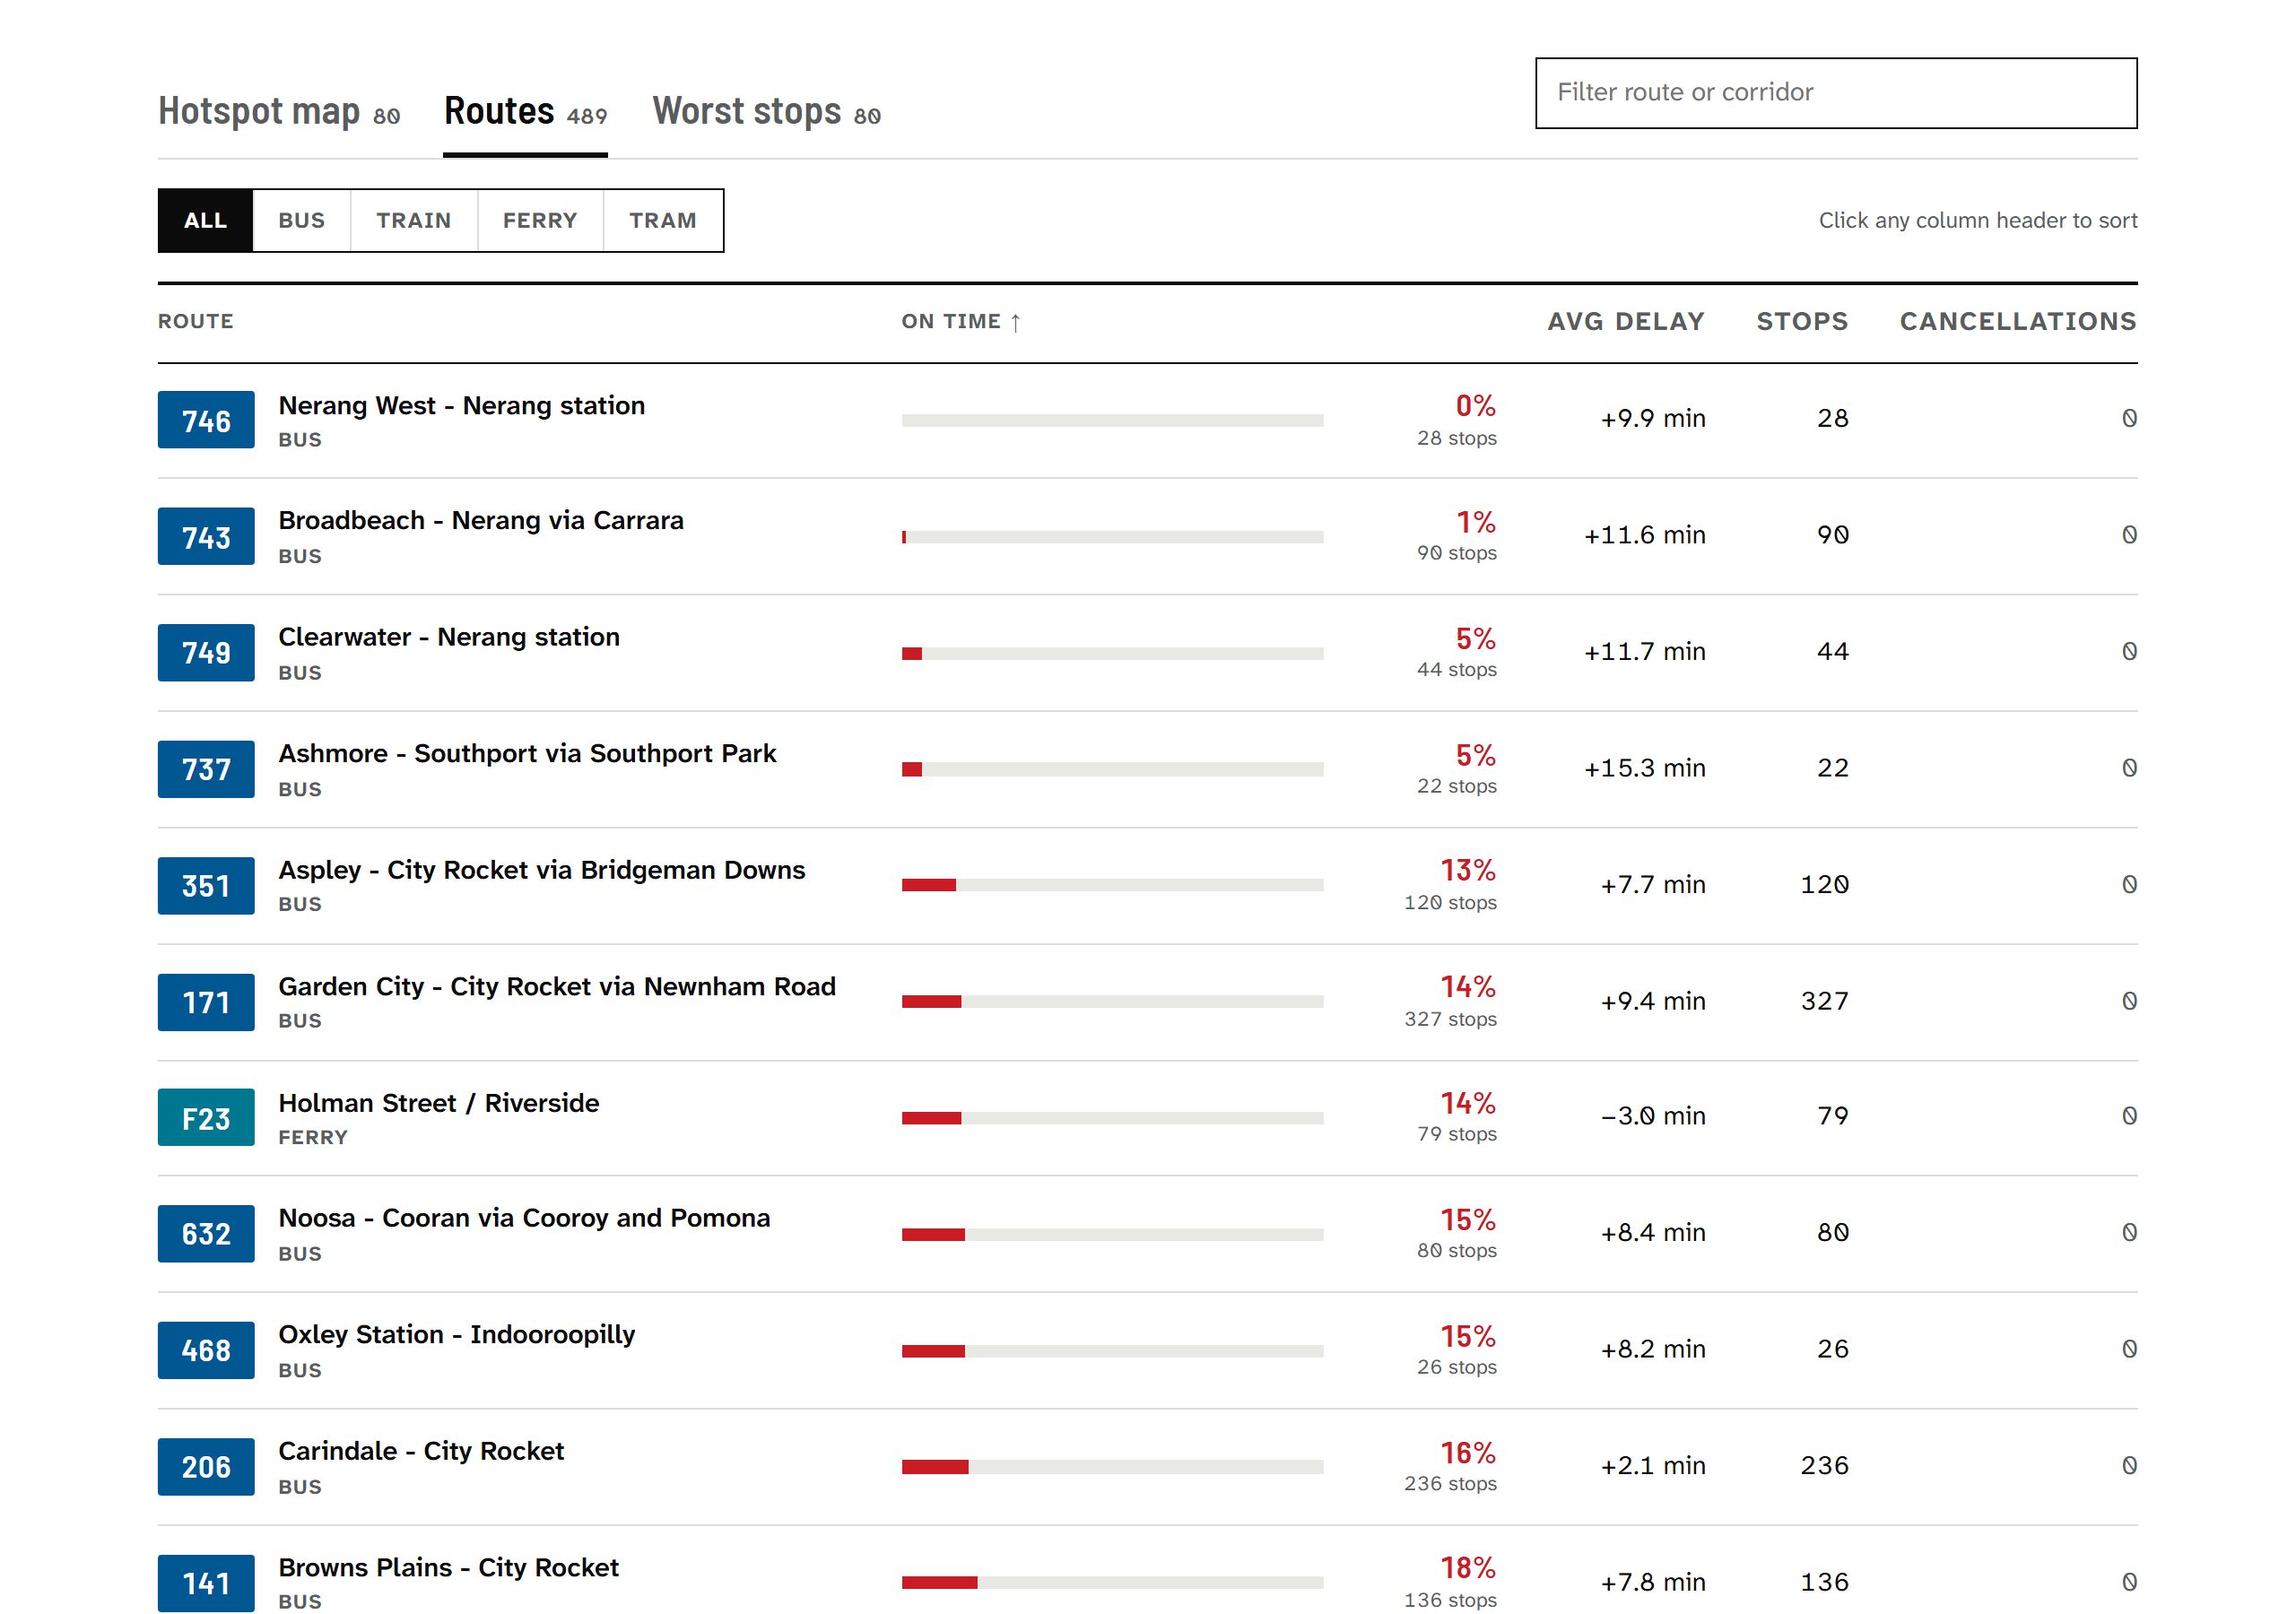 Hotspot map 80 Routes 489 Worst stops 80
Filter route or corridor
ALL BUS TRAIN FERRY TRAM
Click any column header to sort
ROUTE ON TIME ↑ AVG DELAY STOPS CANCELLATIONS
746 Nerang West - Nerang station 0% +9.9 min 28 0
BUS 28 stops
743 Broadbeach - Nerang via Carrara 1% +11.6 min 90 0
BUS 90 stops
749 Clearwater - Nerang station 5% +11.7 min 44 0
BUS 44 stops
737 Ashmore - Southport via Southport Park 5% +15.3 min 22 0
BUS 22 stops
351 Aspley - City Rocket via Bridgeman Downs 13% +7.7 min 120 0
BUS 120 stops
171 Garden City - City Rocket via Newnham Road 14% +9.4 min 327 0
BUS 327 stops
F23 Holman Street / Riverside 14% −3.0 min 79 0
FERRY 79 stops
632 Noosa - Cooran via Cooroy and Pomona 15% +8.4 min 80 0
BUS 80 stops
468 Oxley Station - Indooroopilly 15% +8.2 min 26 0
BUS 26 stops
206 Carindale - City Rocket 16% +2.1 min 236 0
BUS 236 stops
141 Browns Plains - City Rocket 18% +7.8 min 136 0
BUS 136 stops